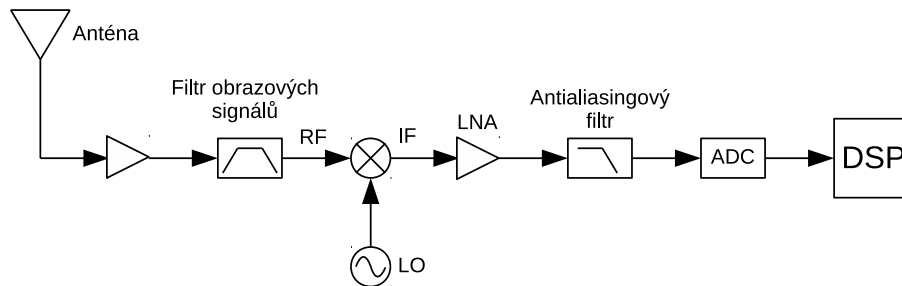 Anténa
Filtr obrazových
signálů
RF
IF
LNA
Antialiasingový
filtr
ADC
DSP
LO